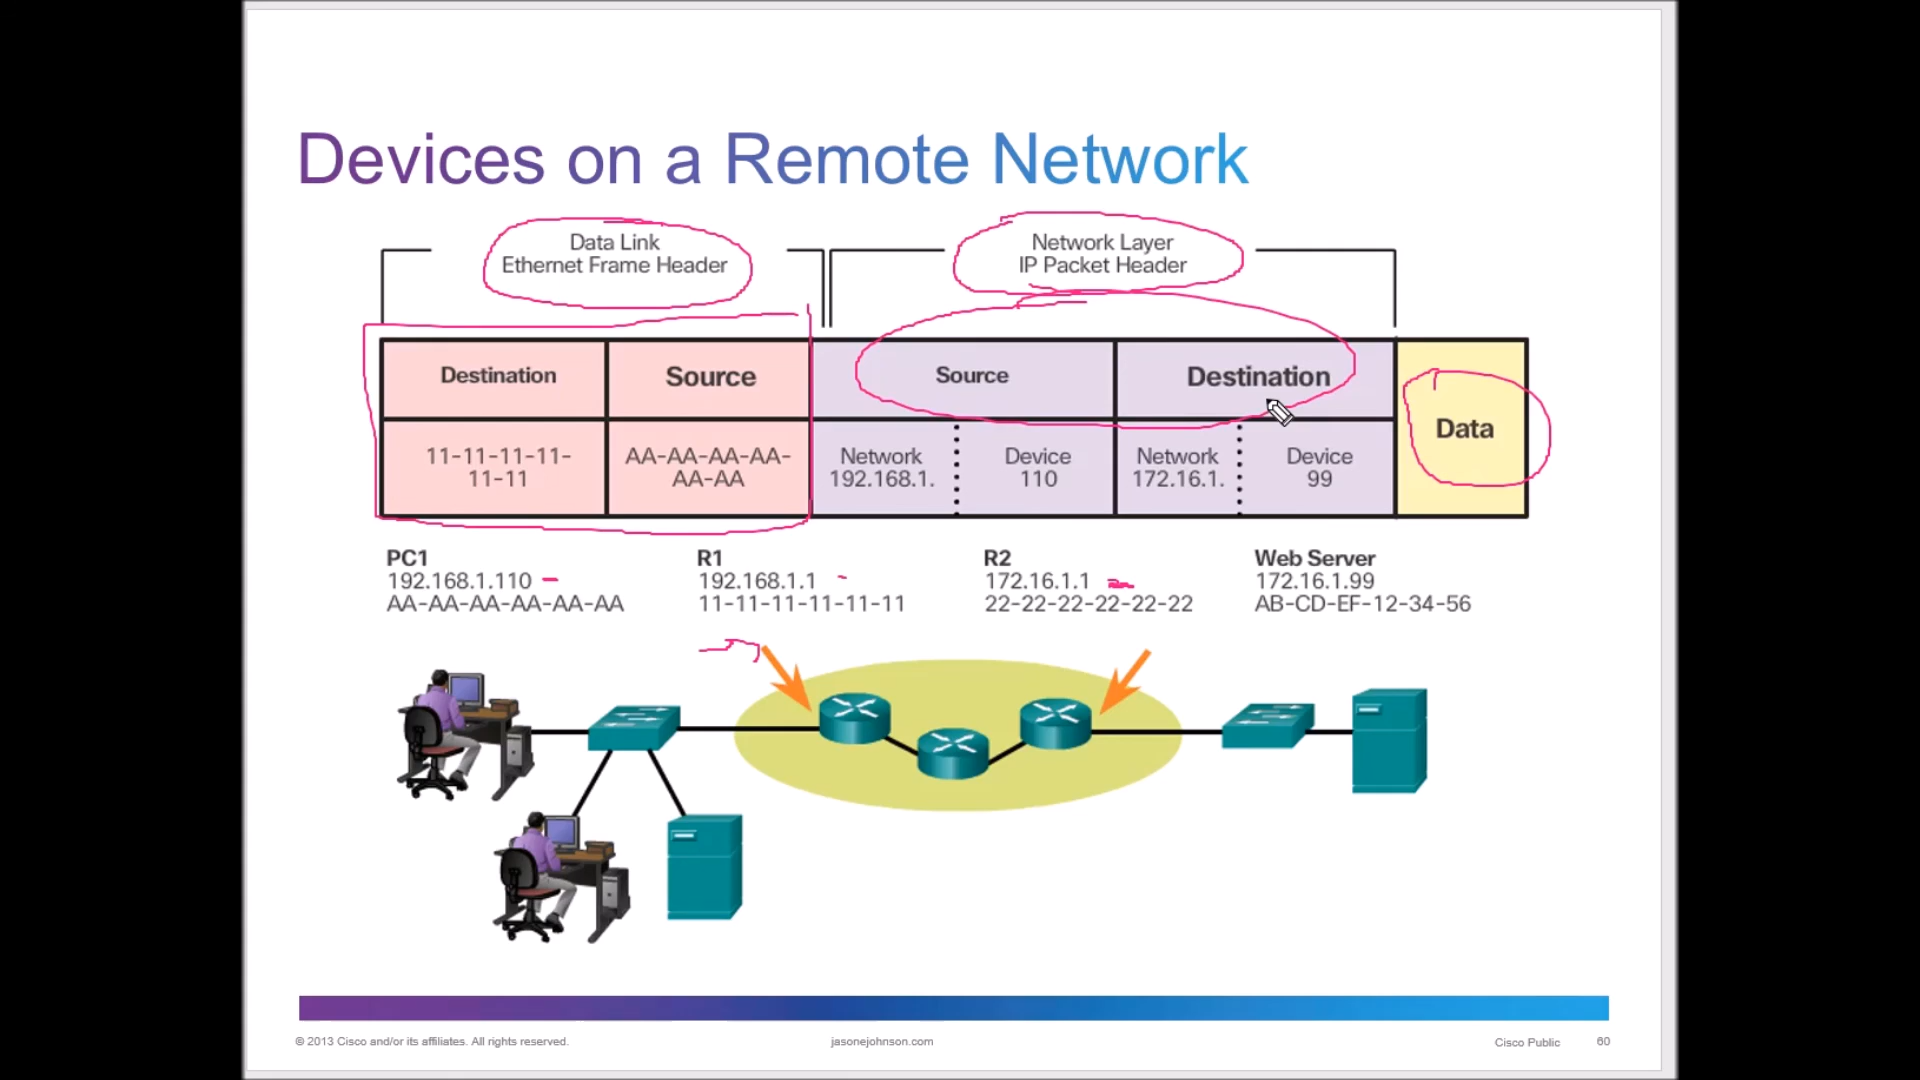 Devices on a Remote Network
Data Link
Ethernet Frame Header
Network Layer
IP Packet Header
Destination
Source
Source
Destination
Data
11-11-11-11-
11-11
AA-AA-AA-AA-
AA-AA
Network
192.168.1.
Device
110
Network
172.16.1.
Device
99
PC1
192.168.1.110
AA-AA-AA-AA-AA-AA
R1
192.168.1.1
11-11-11-11-11-11
R2
172.16.1.1
22-22-22-22-22-22
Web Server
172.16.1.99
AB-CD-EF-12-34-56
© 2013 Cisco and/or its affiliates. All rights reserved.
jasonejohnson.com
Cisco Public
60